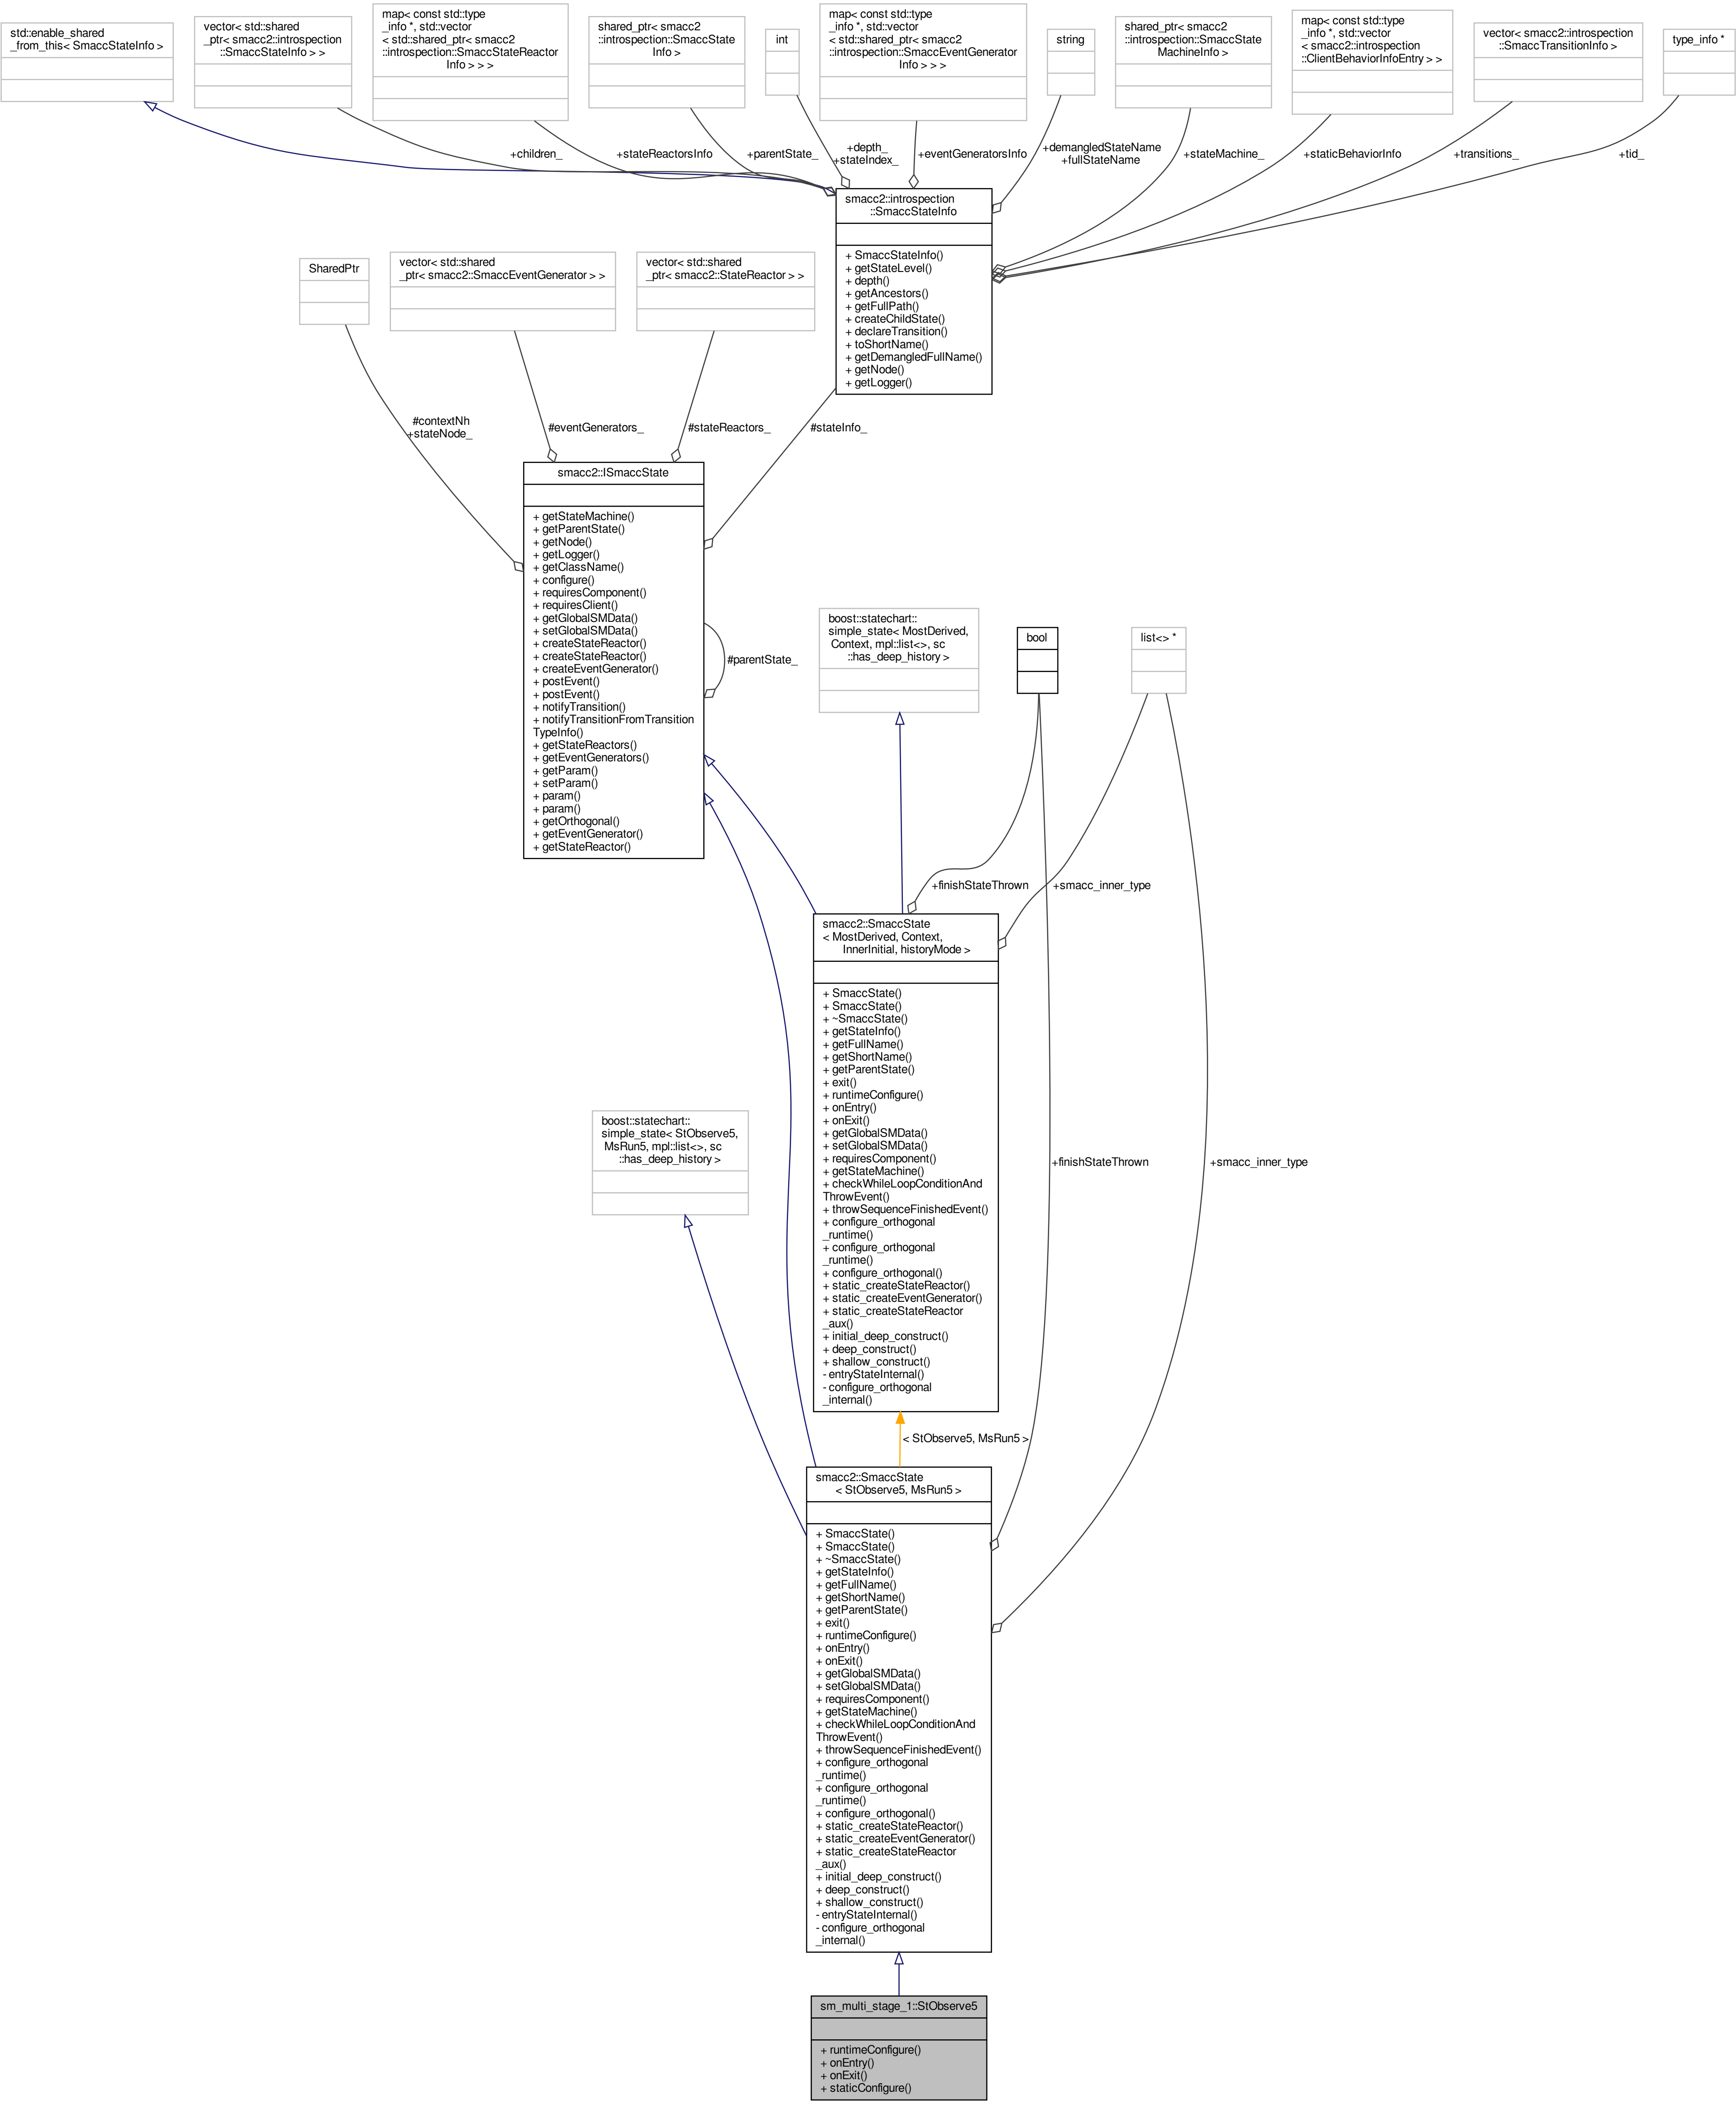 std::enable_shared
_from_this< SmaccStateInfo >
vector< std::shared
_ptr< smacc2::introspection
::SmaccStateInfo > >
map< const std::type
_info *, std::vector
< std::shared_ptr< smacc2
::introspection::SmaccStateReactor
Info > > >
shared_ptr< smacc2
::introspection::SmaccState
Info >
int
map< const std::type
_info *, std::vector
< std::shared_ptr< smacc2
::introspection::SmaccEventGenerator
Info > > >
string
shared_ptr< smacc2
::introspection::SmaccState
MachineInfo >
map< const std::type
_info *, std::vector
< smacc2::introspection
::ClientBehaviorInfoEntry > >
vector< smacc2::introspection
::SmaccTransitionInfo >
type_info *
+children_
+stateReactorsInfo
+parentState_
+depth_
+stateIndex_
+eventGeneratorsInfo
+demangledStateName
+fullStateName
+stateMachine_
+staticBehaviorInfo
+transitions_
+tid_
smacc2::introspection
::SmaccStateInfo
+ SmaccStateInfo()
+ getStateLevel()
+ depth()
+ getAncestors()
+ getFullPath()
+ createChildState()
+ declareTransition()
+ toShortName()
+ getDemangledFullName()
+ getNode()
+ getLogger()
SharedPtr
vector< std::shared
_ptr< smacc2::SmaccEventGenerator > >
vector< std::shared
_ptr< smacc2::StateReactor > >
#contextNh
+stateNode_
#eventGenerators_
#stateReactors_
#stateInfo_
smacc2::ISmaccState
+ getStateMachine()
+ getParentState()
+ getNode()
+ getLogger()
+ getClassName()
+ configure()
+ requiresComponent()
+ requiresClient()
+ getGlobalSMData()
+ setGlobalSMData()
+ createStateReactor()
+ createStateReactor()
+ createEventGenerator()
+ postEvent()
+ postEvent()
+ notifyTransition()
+ notifyTransitionFromTransition
TypeInfo()
+ getStateReactors()
+ getEventGenerators()
+ getParam()
+ setParam()
+ param()
+ param()
+ getOrthogonal()
+ getEventGenerator()
+ getStateReactor()
#parentState_
boost::statechart::
simple_state< MostDerived,
Context, mpl::list<>, sc
::has_deep_history >
bool
list<> *
+finishStateThrown
+smacc_inner_type
smacc2::SmaccState
< MostDerived, Context,
InnerInitial, historyMode >
+ SmaccState()
+ SmaccState()
+ ~SmaccState()
+ getStateInfo()
+ getFullName()
+ getShortName()
+ getParentState()
+ exit()
+ runtimeConfigure()
+ onEntry()
+ onExit()
+ getGlobalSMData()
+ setGlobalSMData()
+ requiresComponent()
+ getStateMachine()
+ checkWhileLoopConditionAnd
ThrowEvent()
+ throwSequenceFinishedEvent()
+ configure_orthogonal
_runtime()
+ configure_orthogonal
_runtime()
+ configure_orthogonal()
+ static_createStateReactor()
+ static_createEventGenerator()
+ static_createStateReactor
_aux()
+ initial_deep_construct()
+ deep_construct()
+ shallow_construct()
- entryStateInternal()
- configure_orthogonal
_internal()
boost::statechart::
simple_state< StObserve5,
MsRun5, mpl::list<>, sc
::has_deep_history >
+finishStateThrown
+smacc_inner_type
< StObserve5, MsRun5 >
smacc2::SmaccState
< StObserve5, MsRun5 >
+ SmaccState()
+ SmaccState()
+ ~SmaccState()
+ getStateInfo()
+ getFullName()
+ getShortName()
+ getParentState()
+ exit()
+ runtimeConfigure()
+ onEntry()
+ onExit()
+ getGlobalSMData()
+ setGlobalSMData()
+ requiresComponent()
+ getStateMachine()
+ checkWhileLoopConditionAnd
ThrowEvent()
+ throwSequenceFinishedEvent()
+ configure_orthogonal
_runtime()
+ configure_orthogonal
_runtime()
+ configure_orthogonal()
+ static_createStateReactor()
+ static_createEventGenerator()
+ static_createStateReactor
_aux()
+ initial_deep_construct()
+ deep_construct()
+ shallow_construct()
- entryStateInternal()
- configure_orthogonal
_internal()
sm_multi_stage_1::StObserve5
+ runtimeConfigure()
+ onEntry()
+ onExit()
+ staticConfigure()